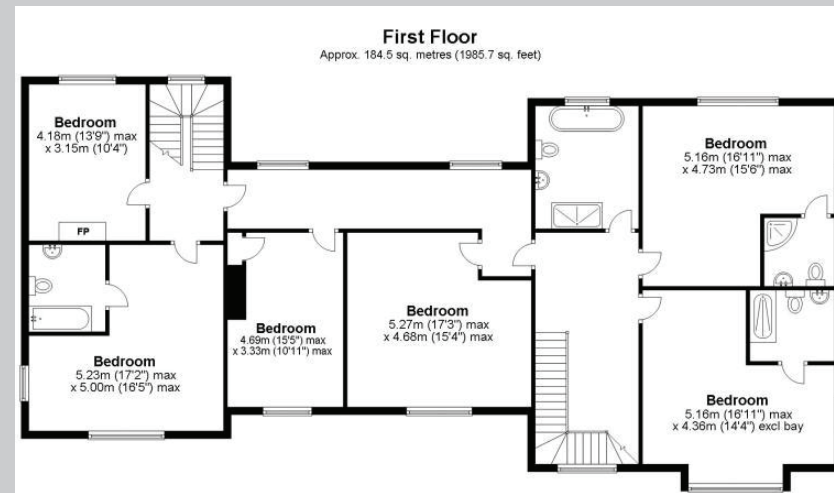 First Floor
Approx. 184.5 sq. metres (1985.7 sq. feet)
Bedroom
4.18m (13'9") max
x 3.15m (10'4")
FP
Bedroom
5.23m (17'2") max
x 5.00m (16'5") max
Bedroom
4.69m (15'5") max
x 3.33m (10'11") max
Bedroom
5.27m (17'3") max
x 4.68m (15'4") max
Bedroom
5.16m (16'11") max
x 4.73m (15'6") max
Bedroom
5.16m (16'11") max
x 4.36m (14'4") excl bay